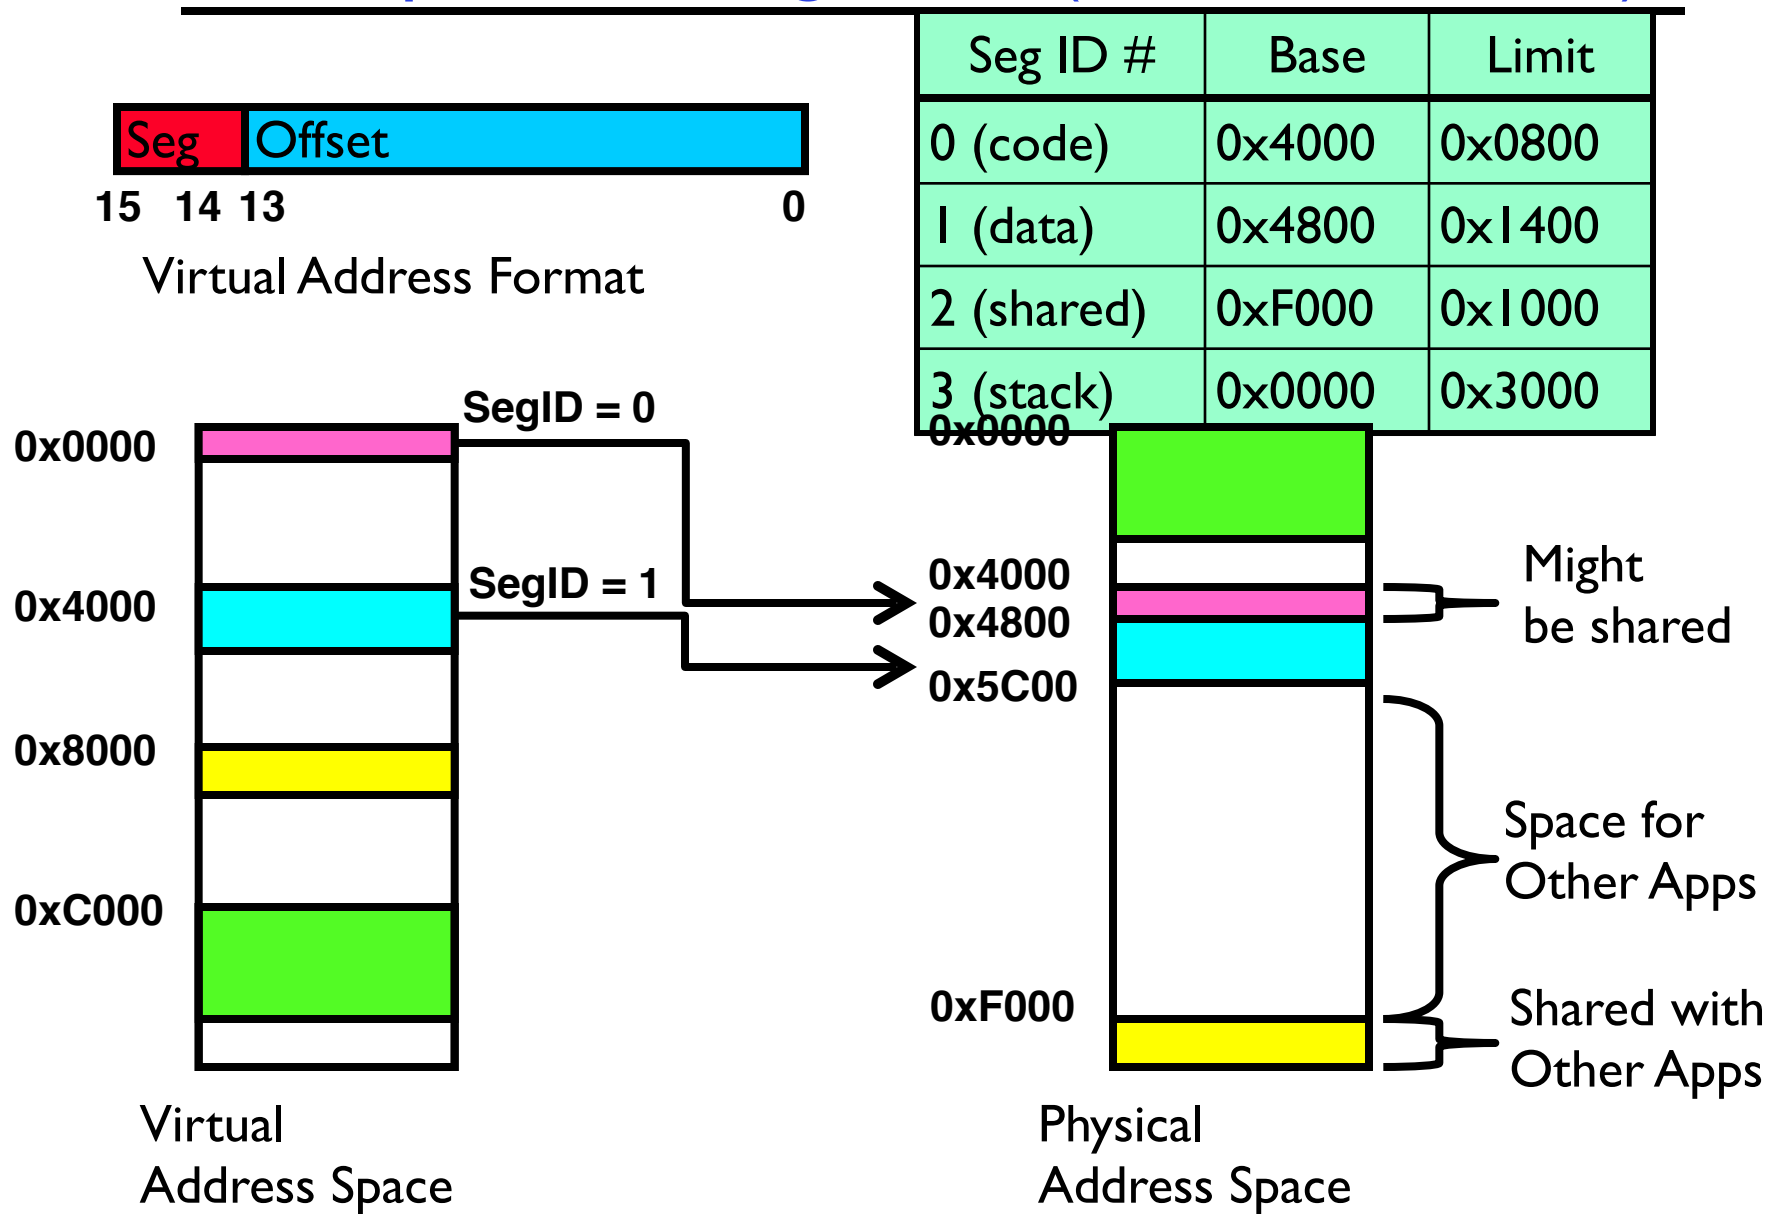 Seg ID # Base Limit
0 (code) 0x4000 0x0800
1 (data) 0x4800 0x1400
2 (shared) 0xF000 0x1000
3 (stack) 0x0000 0x3000
Seg Offset
15 14 13 0
Virtual Address Format
SegID = 0
SegID = 1
0x0000
0x4000
0x8000
0xC000
Virtual
Address Space
0x0000
0x4000
0x4800
0x5C00
0xF000
Might
be shared
Space for
Other Apps
Shared with
Other Apps
Physical
Address Space